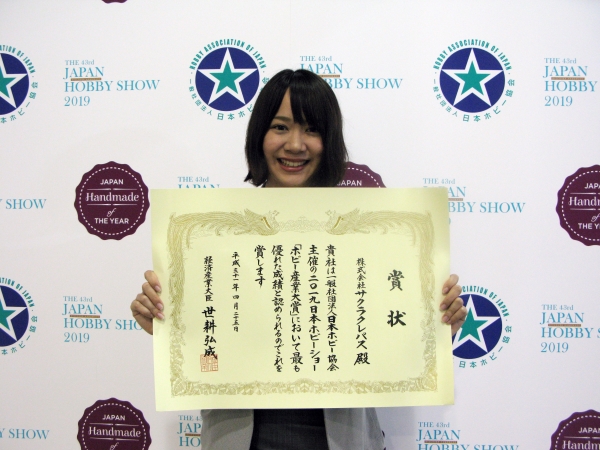 THE 43rd
JAPAN
HOBBY SHOW
2019
HOBBY ASSOCIATION OF JAPAN
一般社団法人 日本ホビー協会
JAPAN
Handmade
of
THE YEAR
賞状
株式会社サクラクレパス 殿
貴社は一般社団法人日本ホビー協会
主催の二〇一九日本ホビーショー
「ホビー産業大賞」において最も
優れた成績と認められるのでこれを
賞します
平成三十一年 四月二十五日
経済産業大臣 世耕弘成